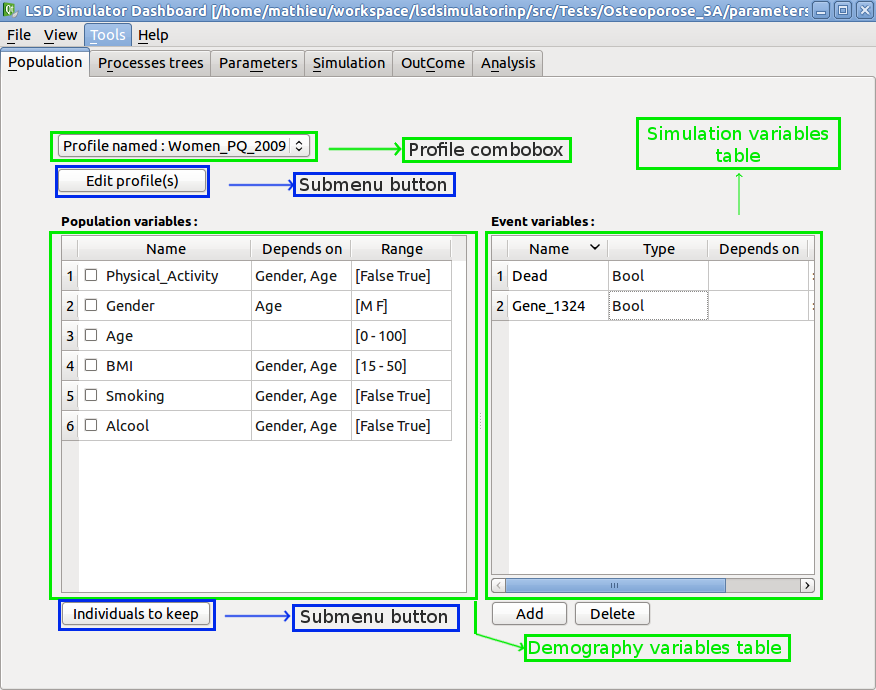 LSD Simulator Dashboard [/home/mathieu/workspace/lsdsimulatorinp/src/Tests/Osteoporose_SA/parameters
File View Tools Help
Population Processes trees Parameters Simulation OutCome Analysis
Simulation variables
table
Profile named : Women_PQ_2009
Profile combobox
Edit profile(s)
Submenu button
Population variables :
Event variables :
Name Depends on Range
Name Type Depends on
1 Physical_Activity Gender, Age [False True]
1 Dead Bool
2 Gender Age [M F]
2 Gene_1324 Bool
3 Age [0 - 100]
4 BMI Gender, Age [15 - 50]
5 Smoking Gender, Age [False True]
6 Alcool Gender, Age [False True]
Individuals to keep
Submenu button
Add Delete
Demography variables table